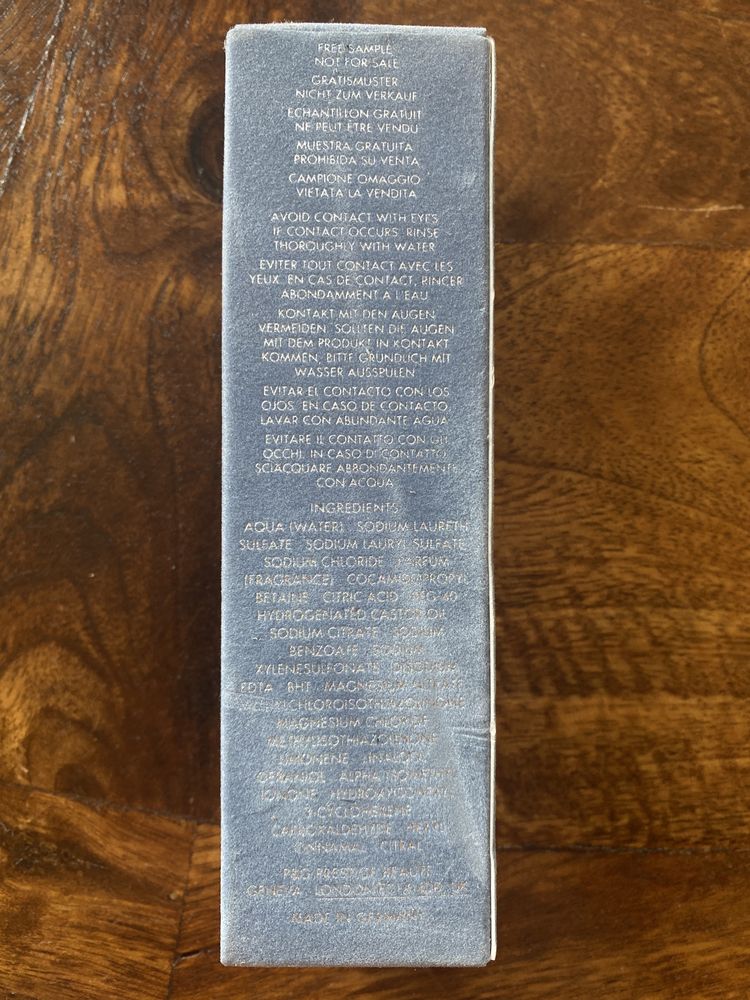 FREE SAMPLE
NOT FOR SALE
GRATISMUSTER
NICHT ZUM VERKAUF
ECHANTILLON GRATUIT
NE PEUT ÊTRE VENDU
MUESTRA GRATUITA
PROHIBIDA SU VENTA
CAMPIONE OMAGGIO
VIETATA LA VENDITA
AVOID CONTACT WITH EYES
IF CONTACT OCCURS RINSE
THOROUGHLY WITH WATER
EVITER TOUT CONTACT AVEC LES
YEUX. EN CAS DE CONTACT, RINCER
ABONDAMMENT A L'EAU
KONTAKT MIT DEN AUGEN
VERMEIDEN. SOLLTEN DIE AUGEN
MIT DEM PRODUKT IN KONTAKT
KOMMEN, BITTE GRUNDLICH MIT
WASSER AUSSPULEN
EVITAR EL CONTACTO CON LOS
OJOS. EN CASO DE CONTACTO,
LAVAR CON ABUNDANTE AGUA
EVITARE IL CONTATTO CON GLI
OCCHI. IN CASO DI CONTATTO,
SCIACQUARE ABBONDANTEMENTE
CON ACQUA
INGREDIENTS:
AQUA (WATER) SODIUM LAURETH
SULFATE SODIUM LAURYL SULFATE
SODIUM CHLORIDE PARFUM
(FRAGRANCE) COCAMIDOPROPYL
BETAINE CITRIC ACID PEG-40
HYDROGENATED CASTOR OIL
SODIUM CITRATE SODIUM
BENZOATE SODIUM
XYLENESULFONATE DISODIUM
EDTA BHT MAGNESIUM NITRATE
METHYLCHLOROISOTHIAZOLINONE
MAGNESIUM CHLORIDE
METHYLISOTHIAZOLINONE
LIMONENE LINALOOL
GERANIOL ALPHA-ISOMETHYL
IONONE
CARBOXALDEHYDE HEXYL
CINNAMAL CITRAL
P&G PRESTIGE BEAUTE
GENEVA LONDON UK
MADE IN GERMANY